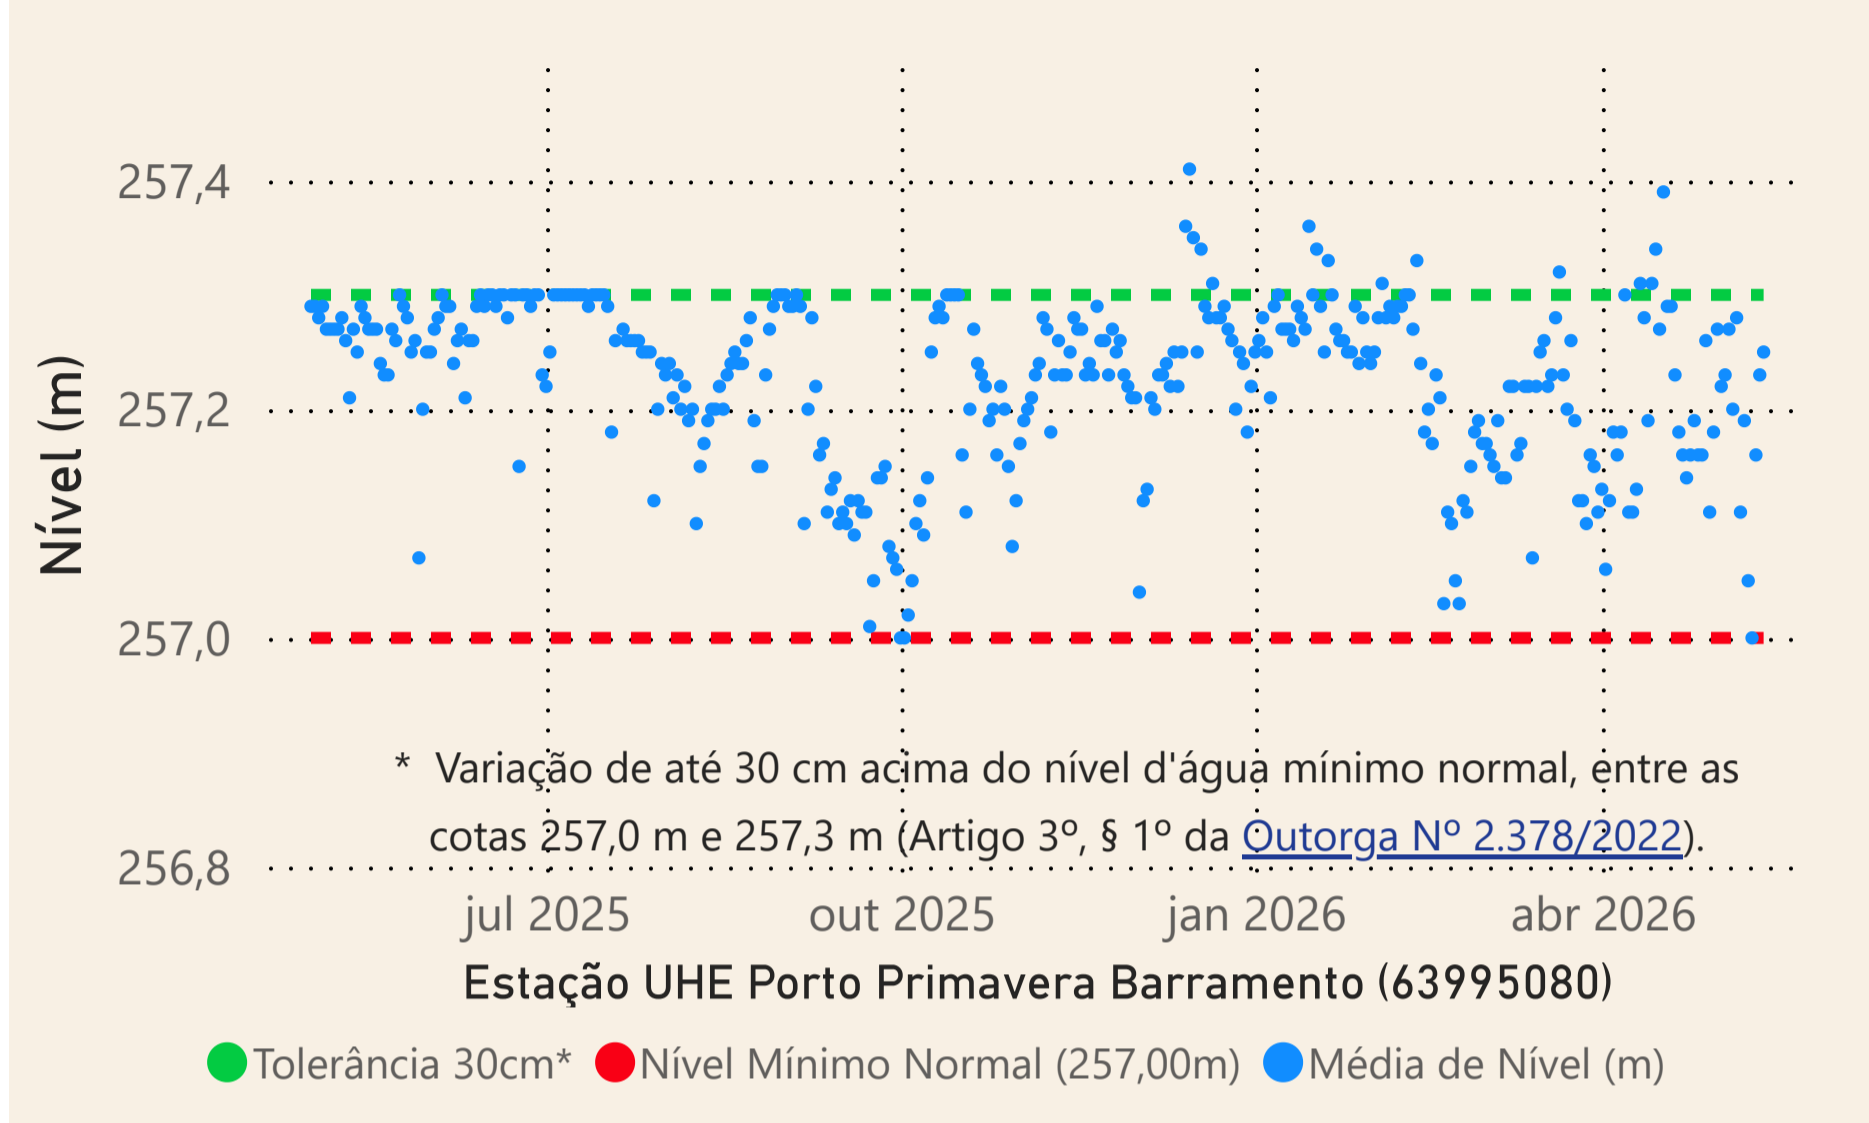 257,4
257,2
257,0
256,8
Nível (m)
* Variação de até 30 cm acima do nível d'água mínimo normal, entre as
cotas 257,0 m e 257,3 m (Artigo 3º, § 1º da Outorga Nº 2.378/2022).
jul 2025 out 2025 jan 2026 abr 2026
Estação UHE Porto Primavera Barramento (63995080)
Tolerância 30cm* Nível Mínimo Normal (257,00m) Média de Nível (m)